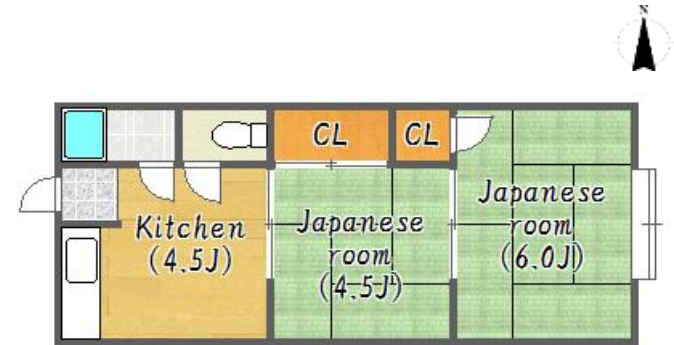 N
CL
CL
Kitchen
(4.5J)
Japanese
room
(4.5J)
Japanese
room
(6.0J)